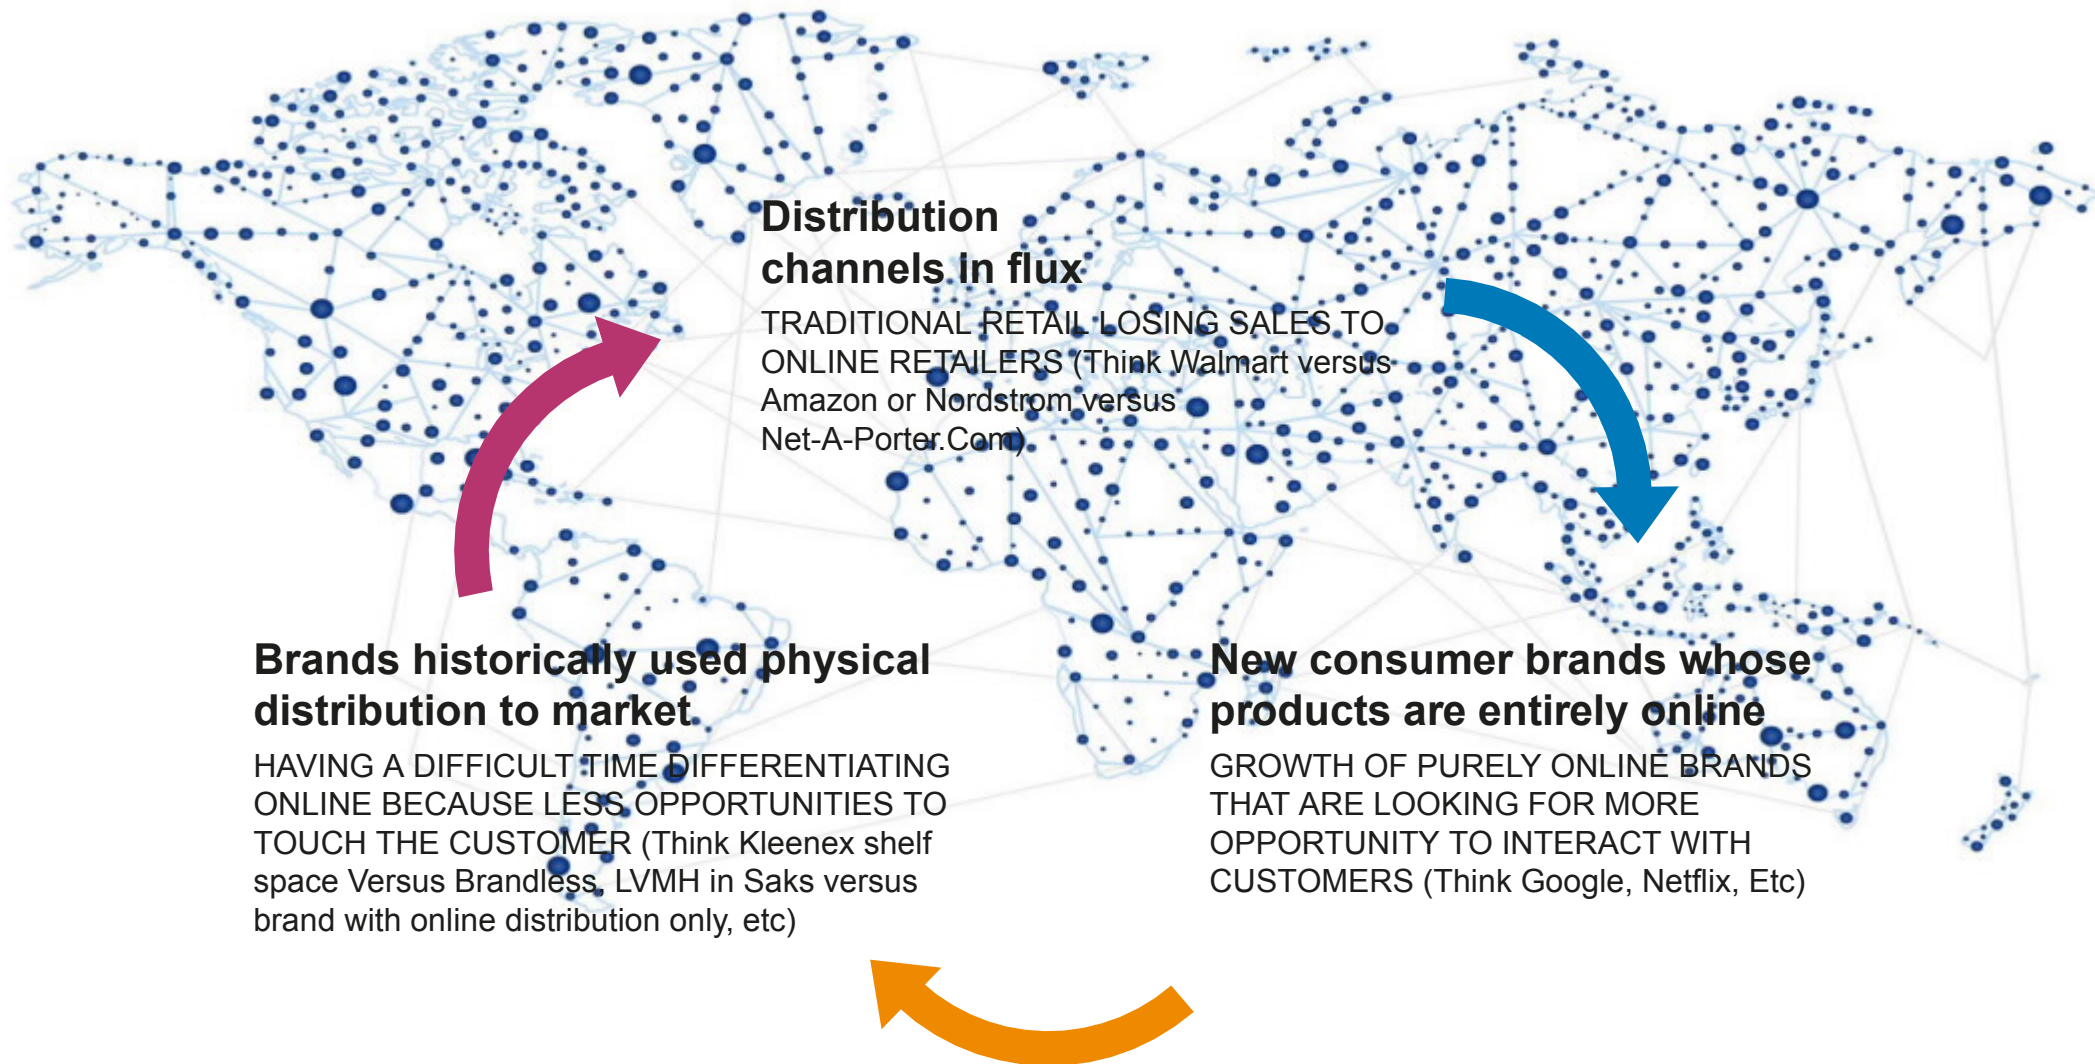 Distribution
channels in flux
TRADITIONAL RETAIL LOSING SALES TO
ONLINE RETAILERS (Think Walmart versus
Amazon or Nordstrom versus
Net-A-Porter.Com)
Brands historically used physical
distribution to market
HAVING A DIFFICULT TIME DIFFERENTIATING
ONLINE BECAUSE LESS OPPORTUNITIES TO
TOUCH THE CUSTOMER (Think Kleenex shelf
space Versus Brandless, LVMH in Saks versus
brand with online distribution only, etc)
New consumer brands whose
products are entirely online
GROWTH OF PURELY ONLINE BRANDS
THAT ARE LOOKING FOR MORE
OPPORTUNITY TO INTERACT WITH
CUSTOMERS (Think Google, Netflix, Etc)